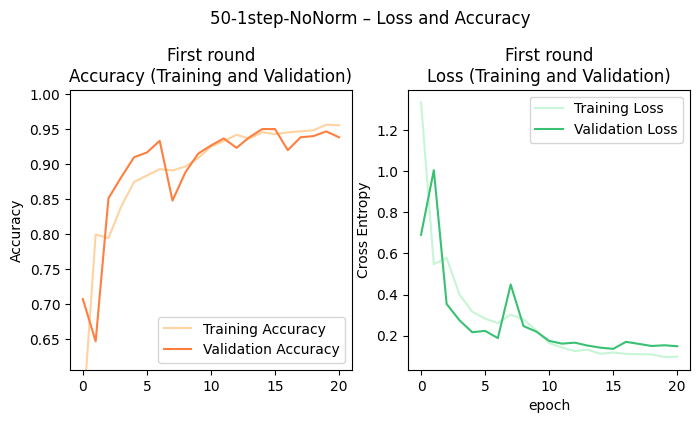 50-1step-NoNorm – Loss and Accuracy
First round
Accuracy (Training and Validation)
Accuracy
1.00
0.95
0.90
0.85
0.80
0.75
0.70
0.65
0
5
10
15
20
Training Accuracy
Validation Accuracy
First round
Loss (Training and Validation)
Cross Entropy
1.2
1.0
0.8
0.6
0.4
0.2
0
5
10
15
20
epoch
Training Loss
Validation Loss